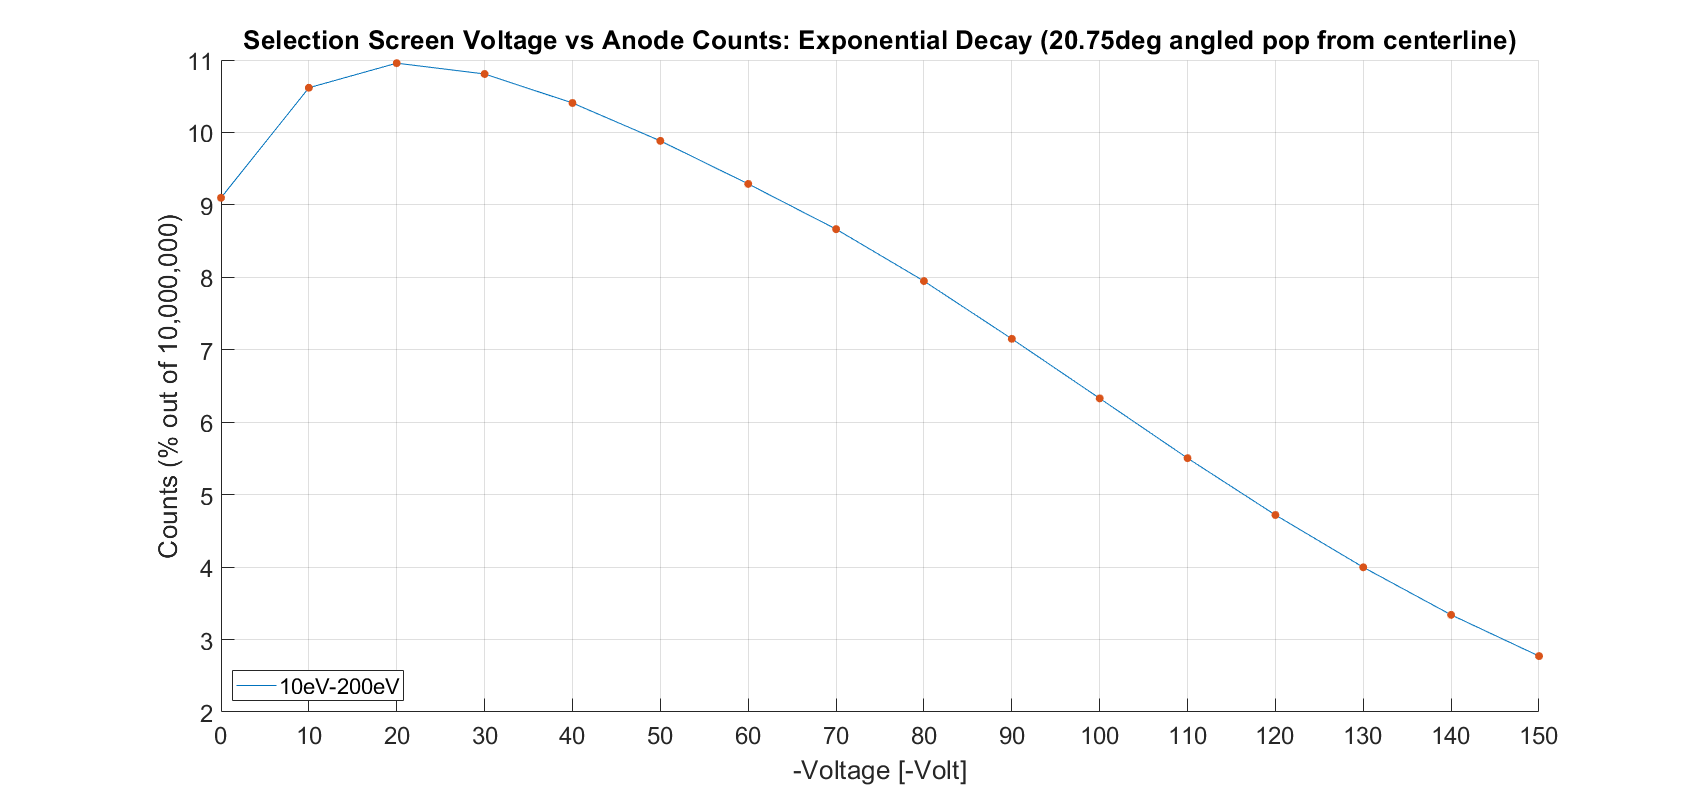 Selection Screen Voltage vs Anode Counts: Exponential Decay (20.75deg angled pop from centerline)
Counts (% out of 10,000,000)
11
10
9
8
7
6
5
4
3
2
10eV-200eV
0 10 20 30 40 50 60 70 80 90 100 110 120 130 140 150
-Voltage [-Volt]